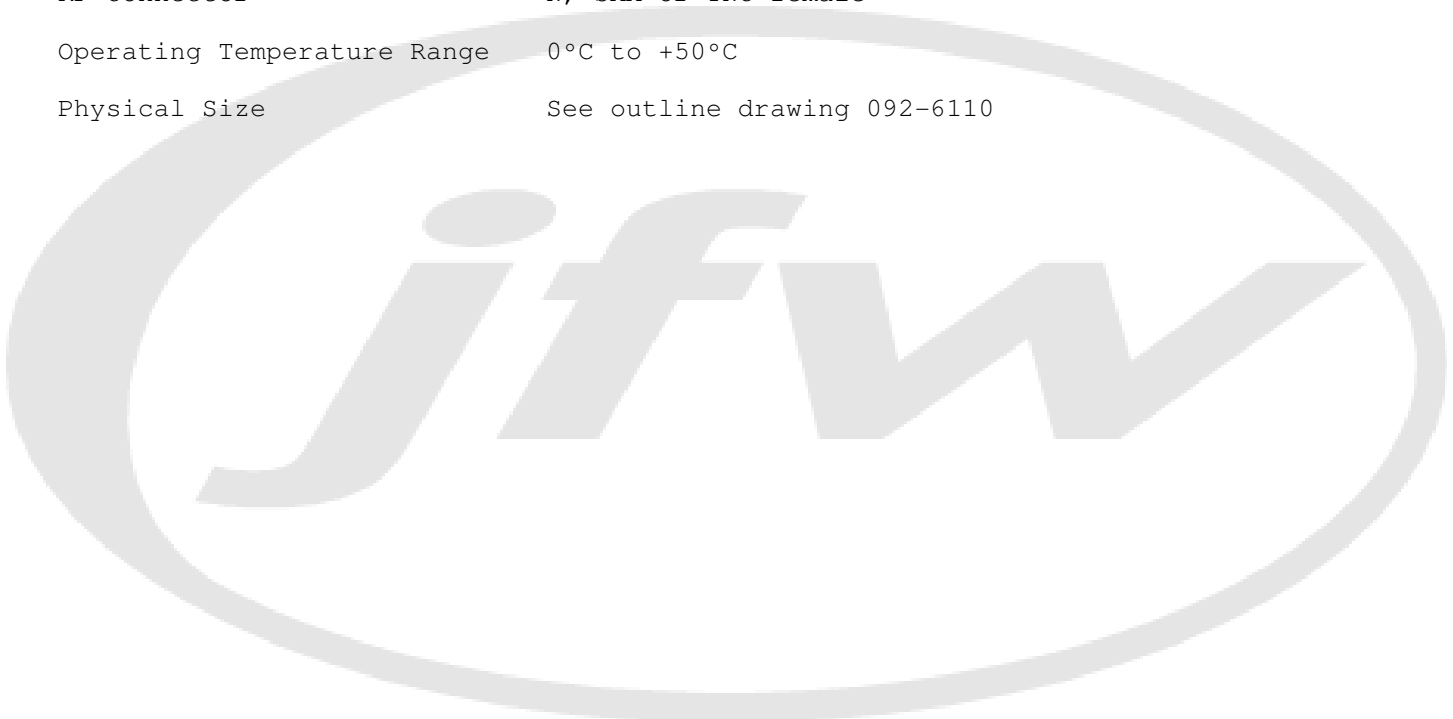 Operating Temperature Range 0°C to +50°C
Physical Size See outline drawing 092-6110
jfw